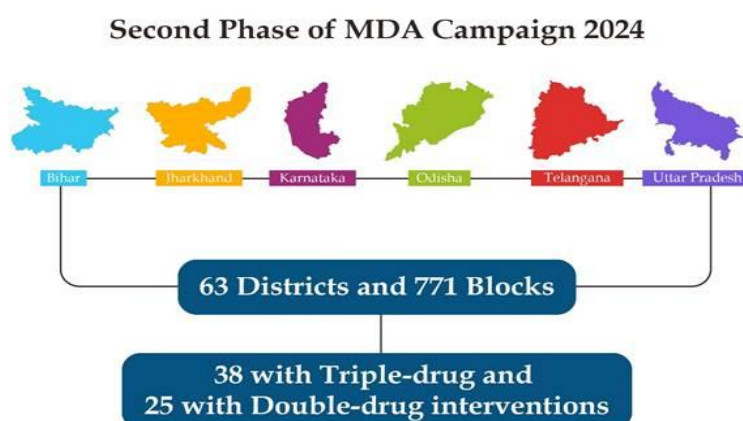 Second Phase of MDA Campaign 2024
Bihar
Jharkhand
Karnataka
Odisha
Telangana
Uttar Pradesh
63 Districts and 771 Blocks
38 with Triple-drug and
25 with Double-drug interventions